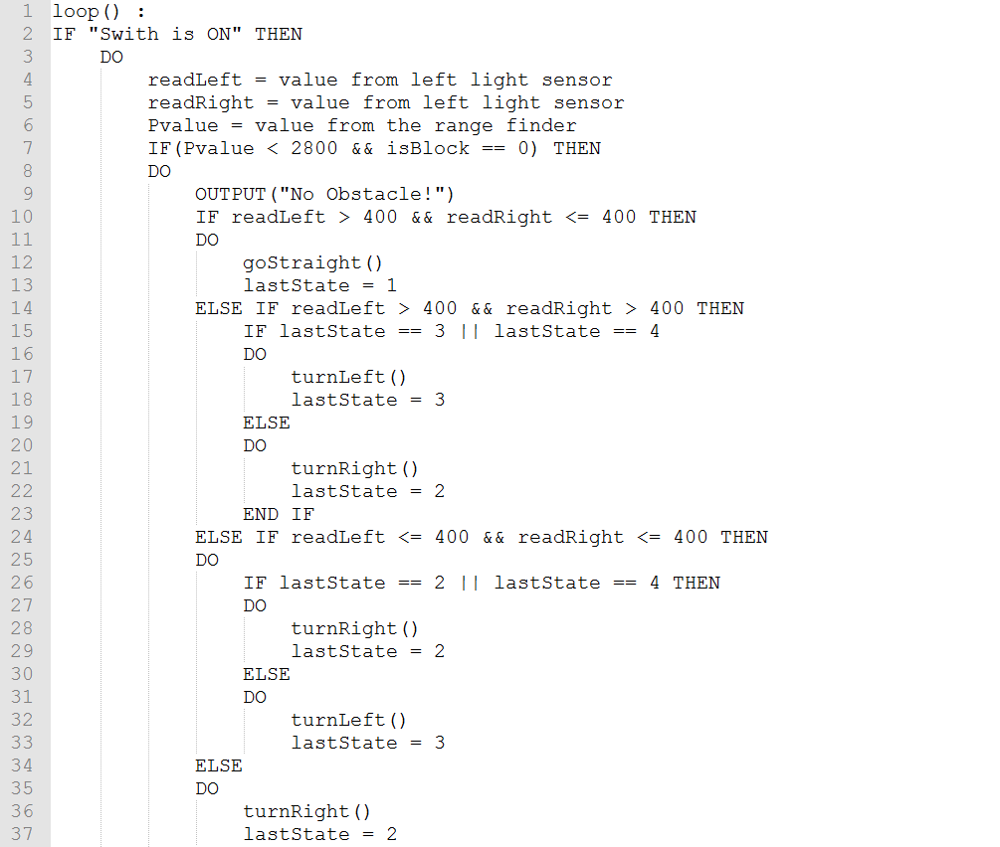 1 loop() :
2 IF "Swith is ON" THEN
3 DO
4 readLeft = value from left light sensor
5 readRight = value from left light sensor
6 Pvalue = value from the range finder
7 IF(Pvalue < 2800 && isBlock == 0) THEN
8 DO
9 OUTPUT("No Obstacle!")
10 IF readLeft > 400 && readRight <= 400 THEN
11 DO
12 goStraight()
13 lastState = 1
14 ELSE IF readLeft > 400 && readRight > 400 THEN
15 IF lastState == 3 || lastState == 4
16 DO
17 turnLeft()
18 lastState = 3
19 ELSE
20 DO
21 turnRight()
22 lastState = 2
23 END IF
24 ELSE IF readLeft <= 400 && readRight <= 400 THEN
25 DO
26 IF lastState == 2 || lastState == 4 THEN
27 DO
28 turnRight()
29 lastState = 2
30 ELSE
31 DO
32 turnLeft()
33 lastState = 3
34 ELSE
35 DO
36 turnRight()
37 lastState = 2